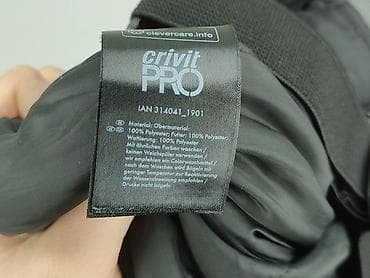 clevercare.info
crivit
PRO
IAN 314041_1901
Material: Obermaterial:
100% Polyester; Futter: 100% Polyester;
Wattierung: 100% Polyester
Mit ähnlichen Farben waschen /
keinen Weichspüler verwenden /
wir empfehlen ein Colorwaschmittel /
nach dem Waschen wird Bügeln mit
geringer Temperatur zur Reaktivierung
der Wasserabweisung empfohlen /
Drucke nicht bügeln